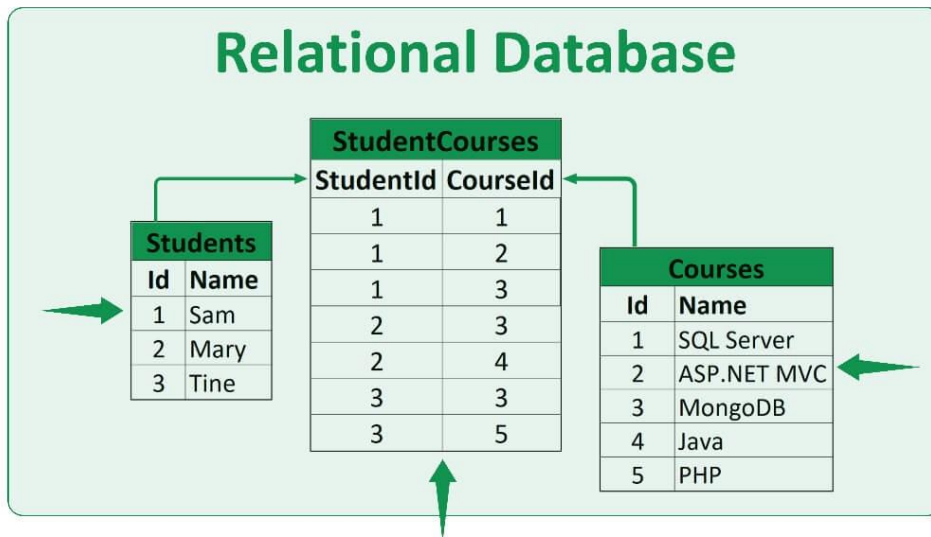 Relational Database
StudentCourses
StudentId CourseId
1 1
1 2
1 3
2 3
2 4
3 3
3 5
Students
Id Name
1 Sam
2 Mary
3 Tine
Courses
Id Name
1 SQL Server
2 ASP.NET MVC
3 MongoDB
4 Java
5 PHP